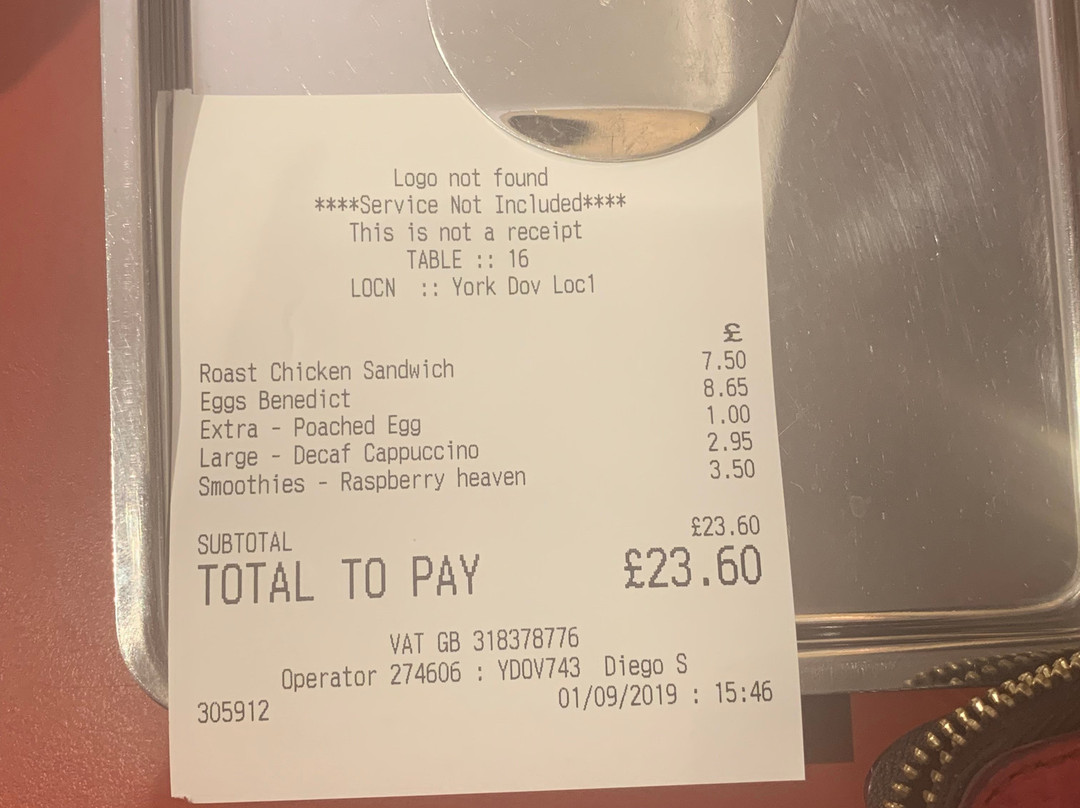 Logo not found
****Service Not Included****
This is not a receipt
TABLE :: 16
LOCN :: York Dov Loc1
£
Roast Chicken Sandwich 7.50
Eggs Benedict 8.65
Extra - Poached Egg 1.00
Large - Decaf Cappuccino 2.95
Smoothies - Raspberry heaven 3.50
SUBTOTAL £23.60
TOTAL TO PAY £23.60
VAT GB 318378776
Operator 274606 : YDOV743 Diego S
305912 01/09/2019 : 15:46